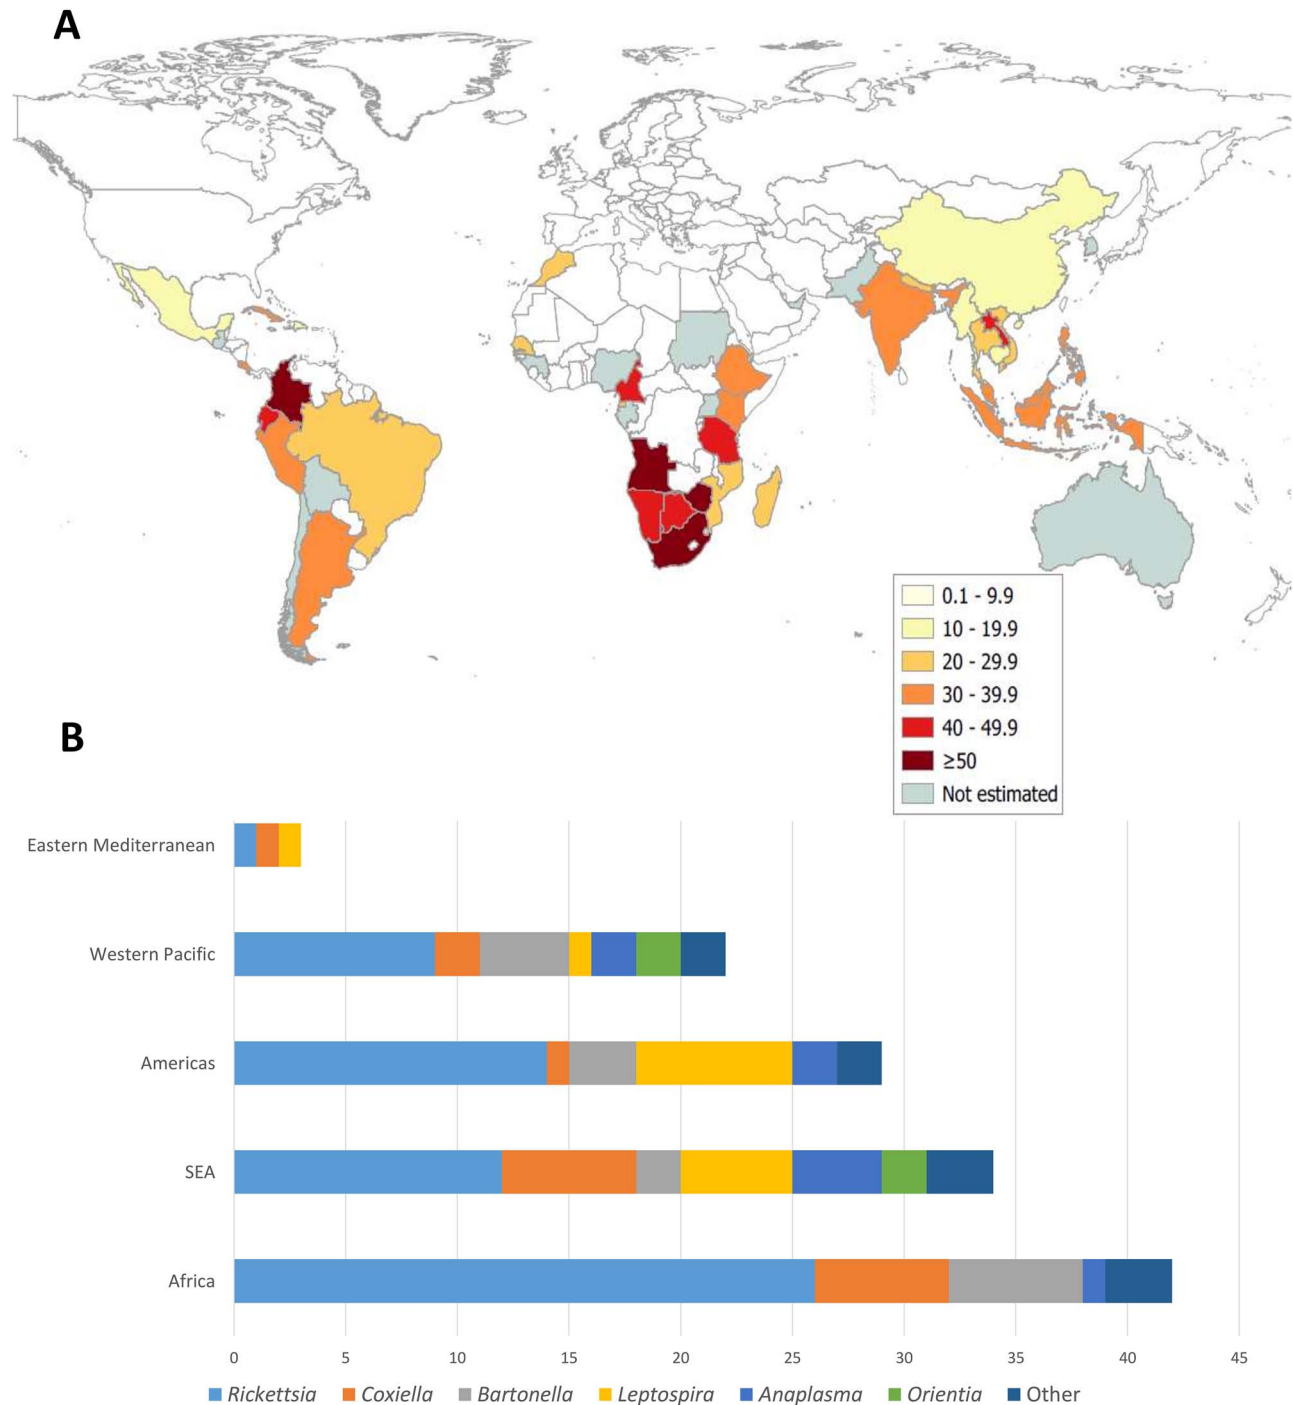 A
0.1 - 9.9
10 - 19.9
20 - 29.9
30 - 39.9
40 - 49.9
≥50
Not estimated
B
Eastern Mediterranean
Western Pacific
Americas
SEA
Africa
0 5 10 15 20 25 30 35 40 45
Rickettsia Coxiella Bartonella Leptospira Anaplasma Orientia Other